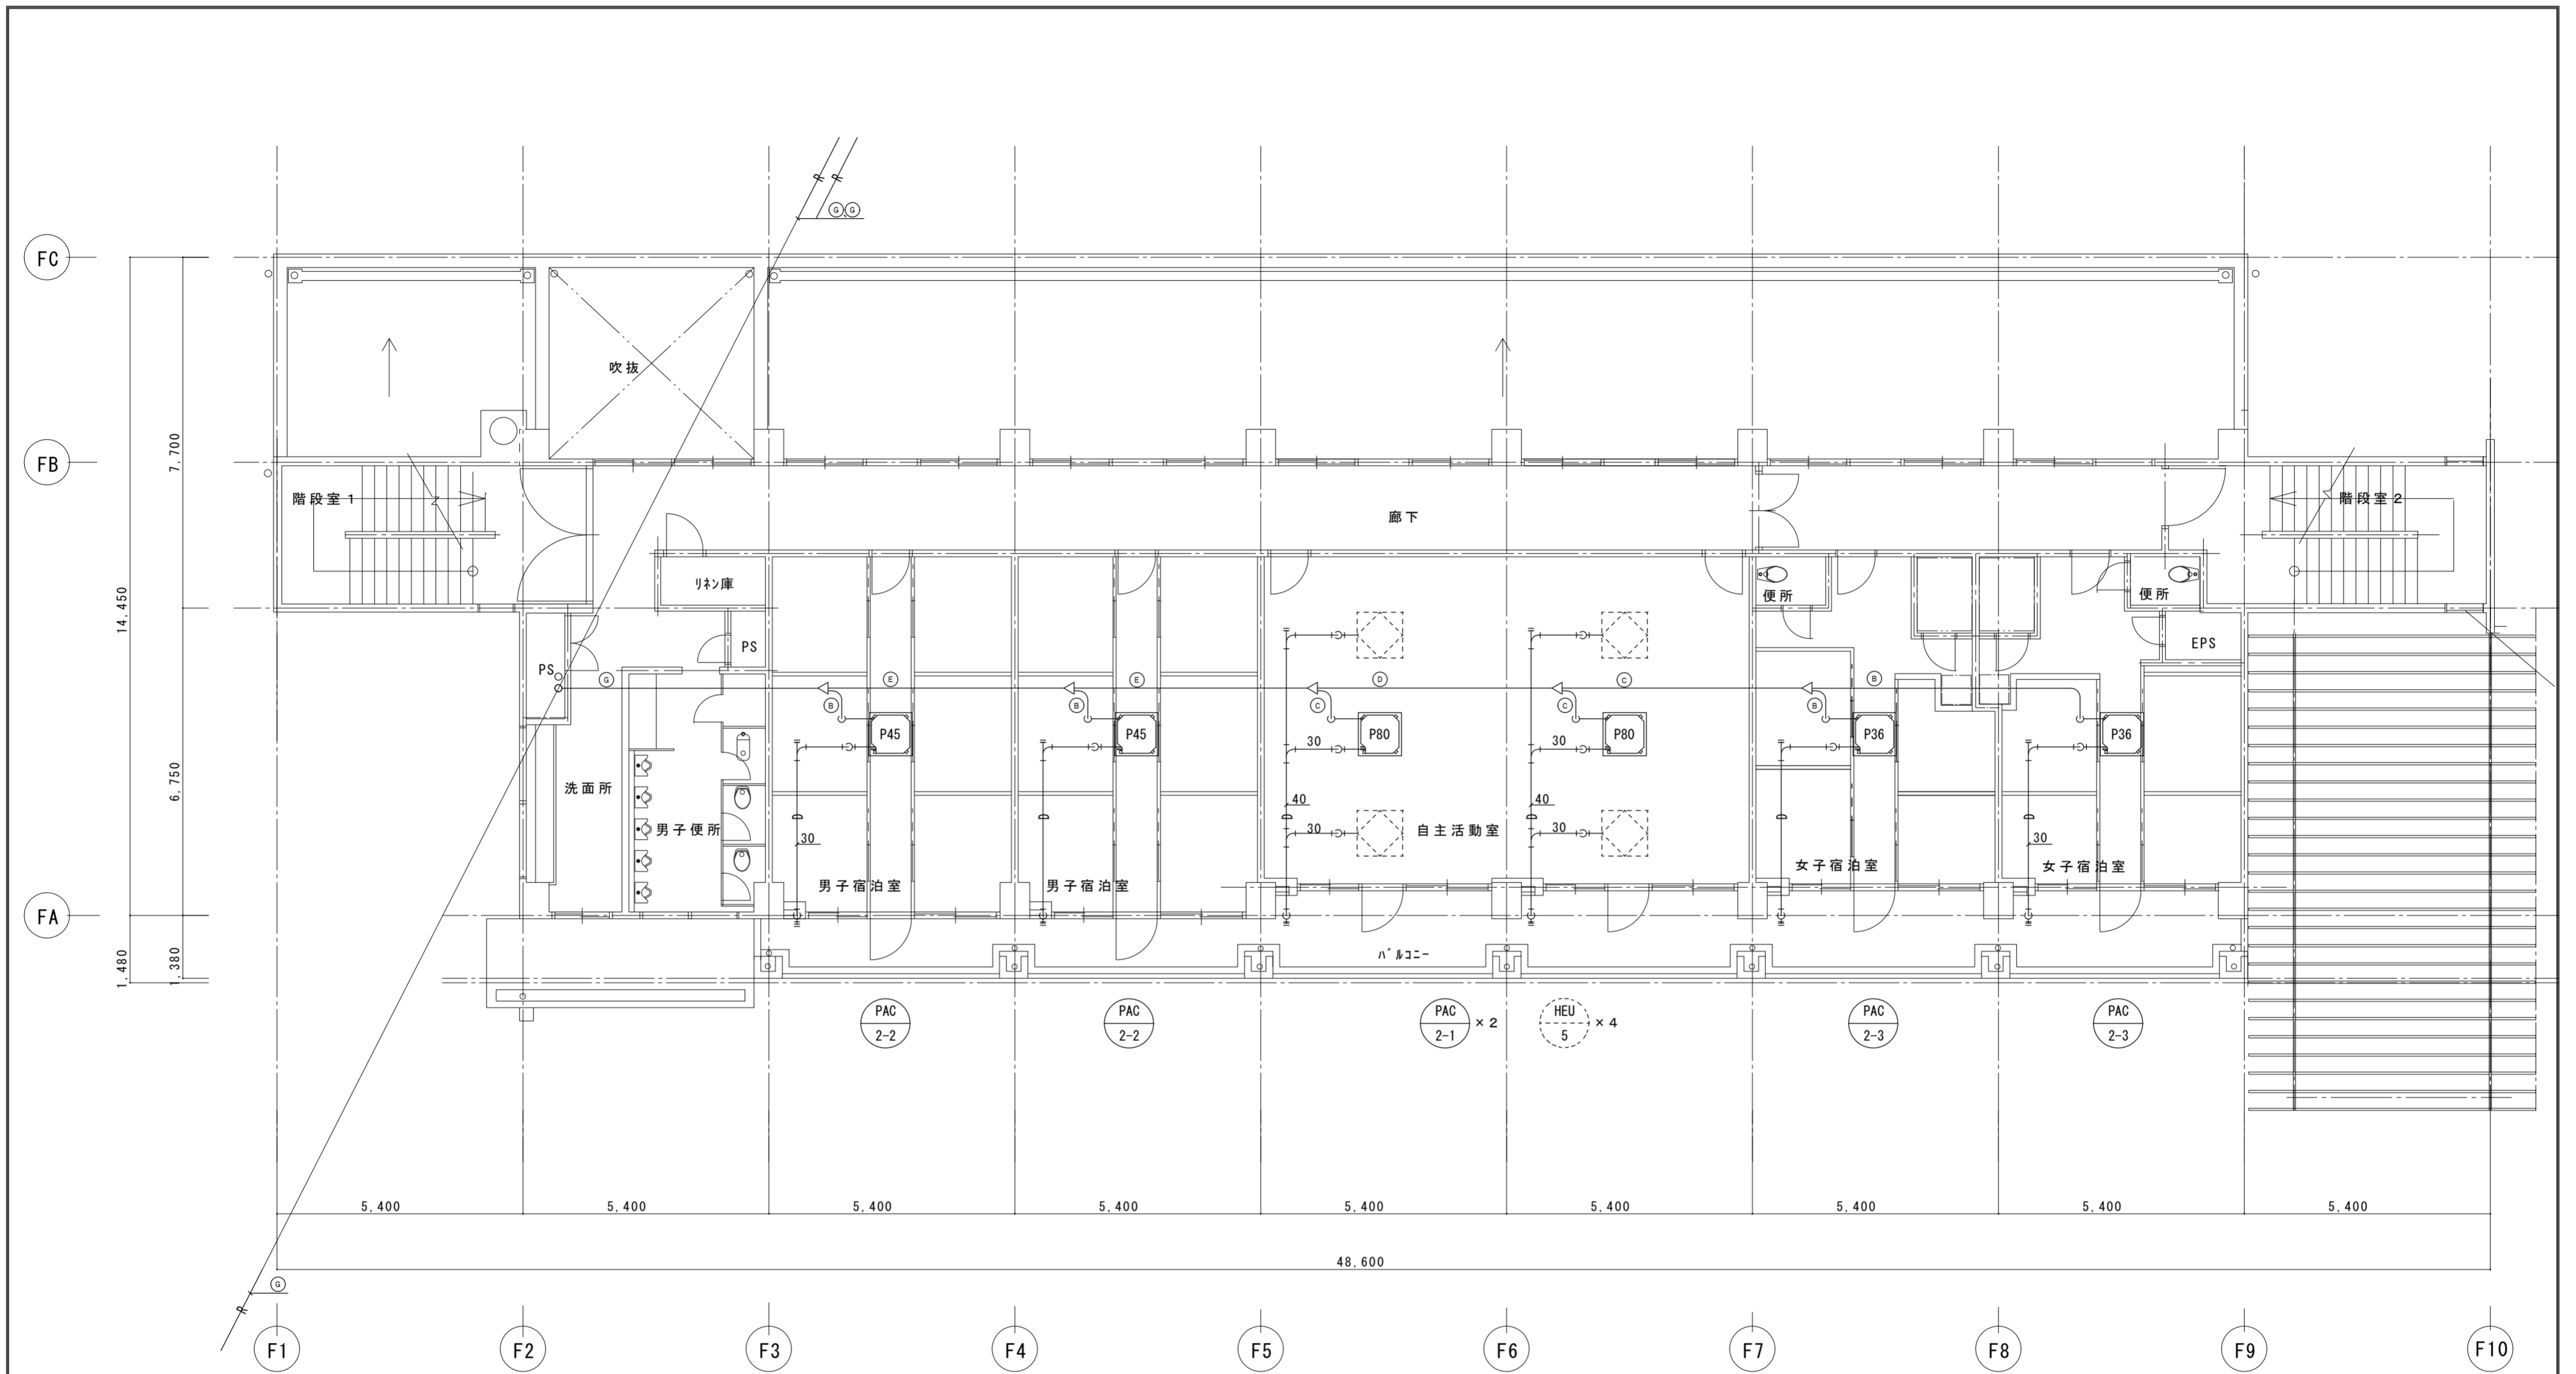 R R
G G
FC
吹抜
7,700
FB
階段室1
階段室2
廊下
リネン庫
便所
便所
14,450
PS
EPS
PS
G
E
E
D
C
B
B
B
C
C
B
P45
P45
P80
P80
P36
P36
30
30
6,750
洗面所
40
40
男子便所
30
30
30
自主活動室
30
女子宿泊室
女子宿泊室
男子宿泊室
男子宿泊室
FA
1,480
1,380
バルコニー
PAC
2-2
PAC
2-2
PAC
2-1
×2
HEU
5
×4
PAC
2-3
PAC
2-3
5,400
5,400
5,400
5,400
5,400
5,400
5,400
5,400
5,400
48,600
G
R
F1
F2
F3
F4
F5
F6
F7
F8
F9
F10